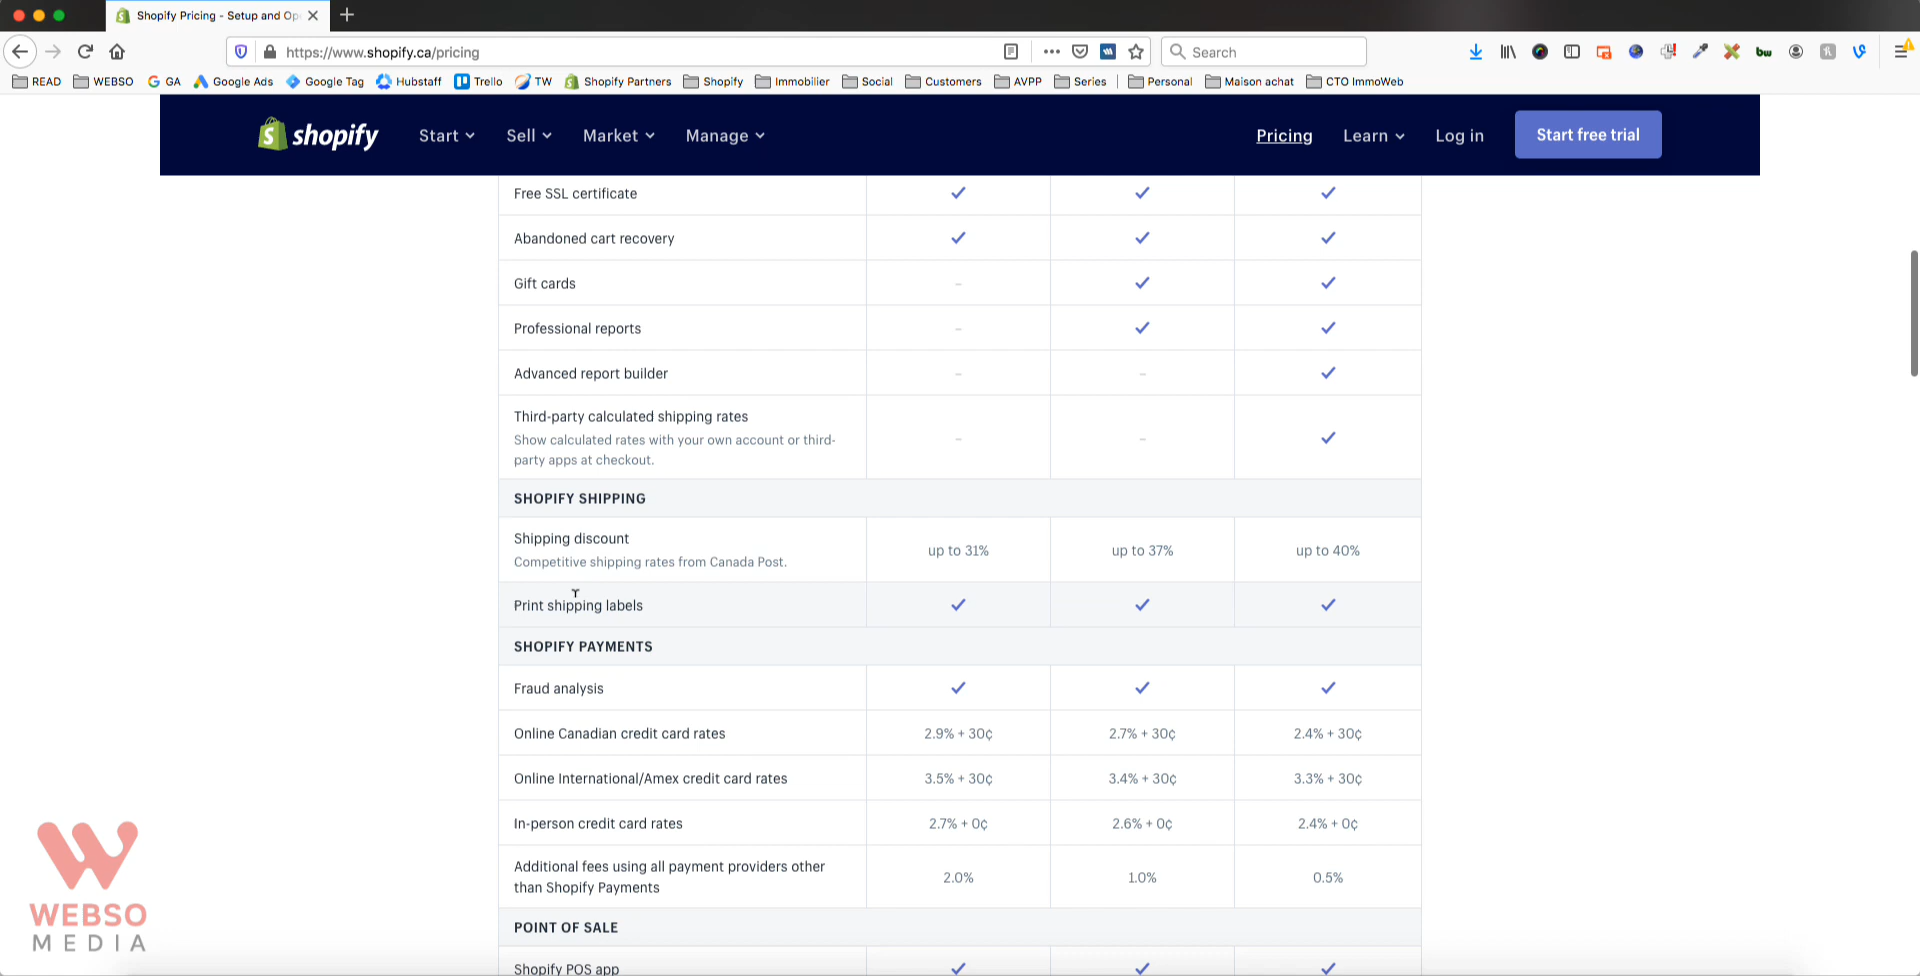 Shopify Pricing - Setup and Op
https://www.shopify.ca/pricing
Search
READ WEBSO GA Google Ads Google Tag Hubstaff Trello TW Shopify Partners Shopify Immobilier Social Customers AVPP Series Personal Maison achat CTO ImmoWeb
shopify Start Sell Market Manage Pricing Learn Log in Start free trial
Free SSL certificate
Abandoned cart recovery
Gift cards - 
Professional reports - 
Advanced report builder - -
Third-party calculated shipping rates
Show calculated rates with your own account or third-
party apps at checkout. - -
SHOPIFY SHIPPING
Shipping discount
Competitive shipping rates from Canada Post.
up to 31% up to 37% up to 40%
Print shipping labels
SHOPIFY PAYMENTS
Fraud analysis
Online Canadian credit card rates 2.9% + 30¢ 2.7% + 30¢ 2.4% + 30¢
Online International/Amex credit card rates 3.5% + 30¢ 3.4% + 30¢ 3.3% + 30¢
In-person credit card rates 2.7% + 0¢ 2.6% + 0¢ 2.4% + 0¢
Additional fees using all payment providers other
than Shopify Payments
2.0% 1.0% 0.5%
POINT OF SALE
Shopify POS app
WEBSO
MEDIA
bw